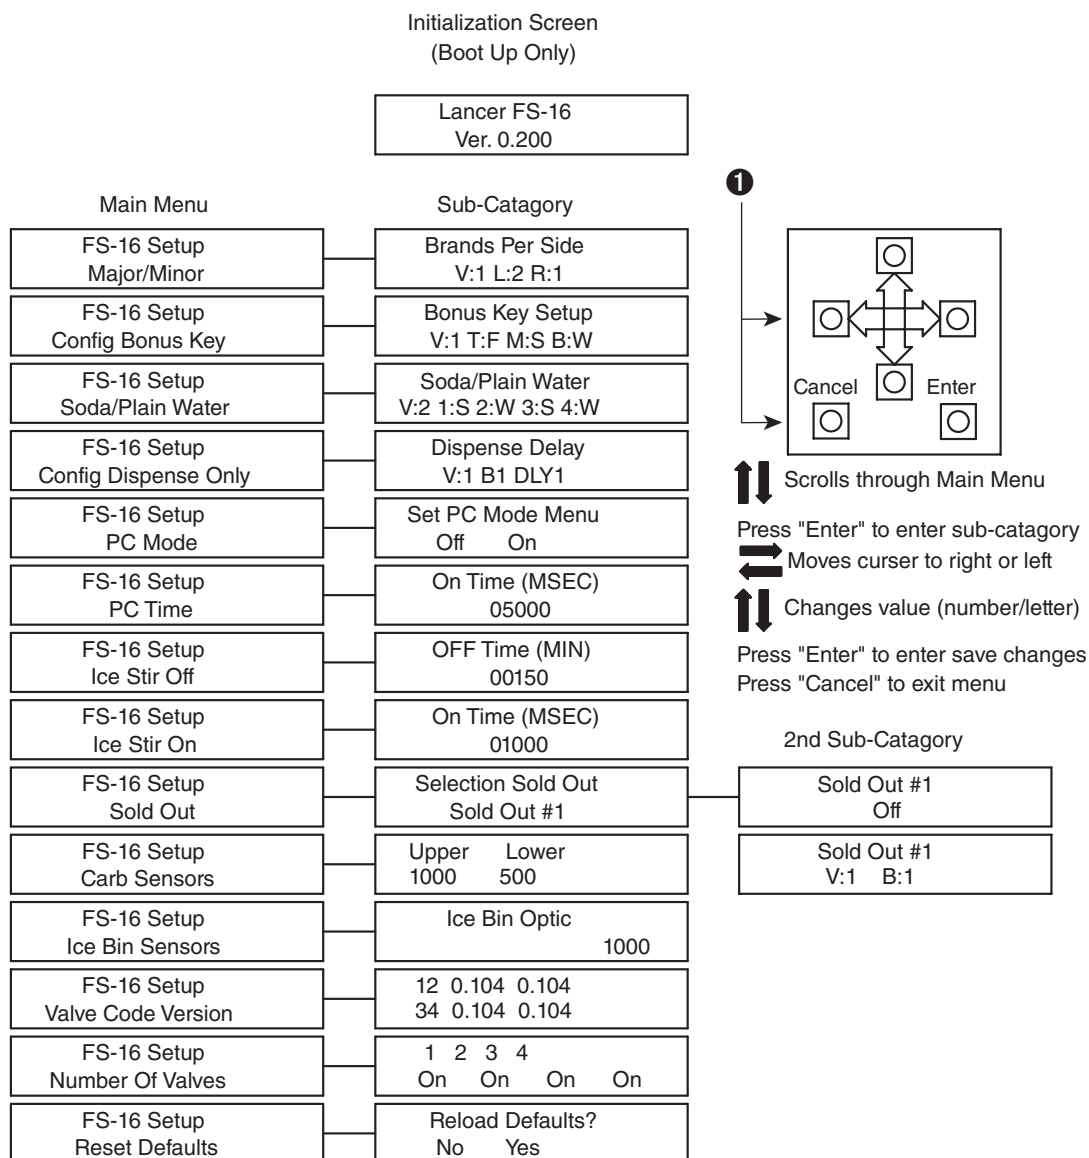 Initialization Screen
(Boot Up Only)
Lancer FS-16
Ver. 0.200
Main Menu
Sub-Catagory
FS-16 Setup
Major/Minor
Brands Per Side
V:1 L:2 R:1
FS-16 Setup
Config Bonus Key
Bonus Key Setup
V:1 T:F M:S B:W
FS-16 Setup
Soda/Plain Water
Soda/Plain Water
V:2 1:S 2:W 3:S 4:W
FS-16 Setup
Config Dispense Only
Dispense Delay
V:1 B1 DLY1
FS-16 Setup
PC Mode
Set PC Mode Menu
Off On
FS-16 Setup
PC Time
On Time (MSEC)
05000
FS-16 Setup
Ice Stir Off
OFF Time (MIN)
00150
FS-16 Setup
Ice Stir On
On Time (MSEC)
01000
FS-16 Setup
Sold Out
Selection Sold Out
Sold Out #1
FS-16 Setup
Carb Sensors
Upper Lower
1000 500
FS-16 Setup
Ice Bin Sensors
Ice Bin Optic
1000
FS-16 Setup
Valve Code Version
12 0.104 0.104
34 0.104 0.104
FS-16 Setup
Number Of Valves
1 2 3 4
On On On On
FS-16 Setup
Reset Defaults
Reload Defaults?
No Yes
❶
Cancel Enter
Scrolls through Main Menu
Press "Enter" to enter sub-catagory
Moves curser to right or left
Changes value (number/letter)
Press "Enter" to enter save changes
Press "Cancel" to exit menu
2nd Sub-Catagory
Sold Out #1
Off
Sold Out #1
V:1 B:1